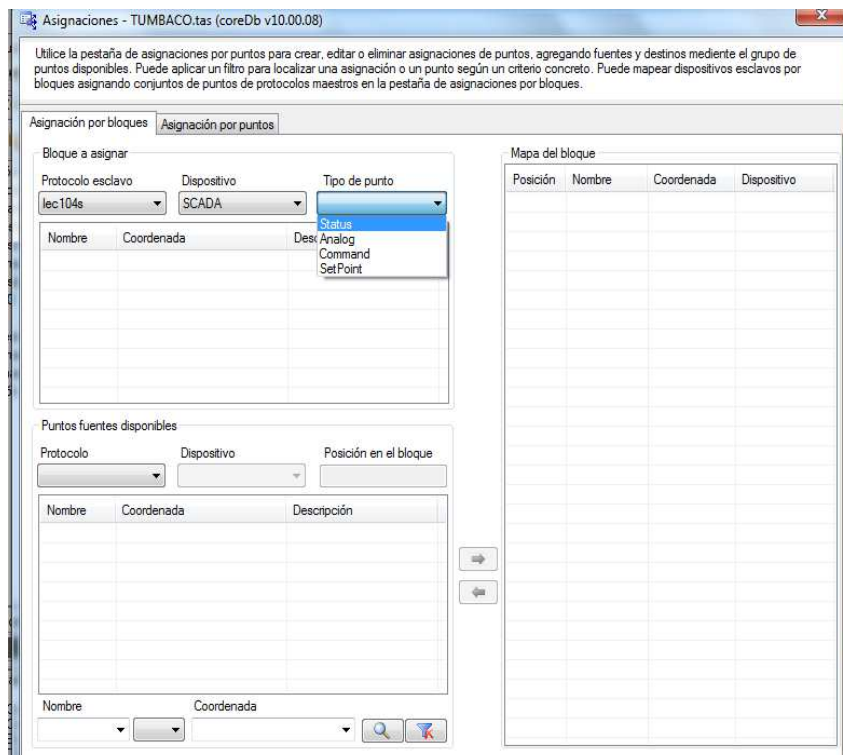 Asignaciones - TUMBACO.tas (coreDb v10.00.08)
Utilice la pestaña de asignaciones por puntos para crear, editar o eliminar asignaciones de puntos, agregando fuentes y destinos mediante el grupo de
puntos disponibles. Puede aplicar un filtro para localizar una asignación o un punto según un criterio concreto. Puede mapear dispositivos esclavos por
bloques asignando conjuntos de puntos de protocolos maestros en la pestaña de asignaciones por bloques.
Asignación por bloques Asignación por puntos
Bloque a asignar
Protocolo esclavo Dispositivo Tipo de punto
Iec104s SCADA
Nombre Coordenada Desc
Status
Analog
Command
SetPoint
Puntos fuentes disponibles
Protocolo Dispositivo Posición en el bloque
Nombre Coordenada Descripción
Nombre Coordenada
Mapa del bloque
Posición Nombre Coordenada Dispositivo